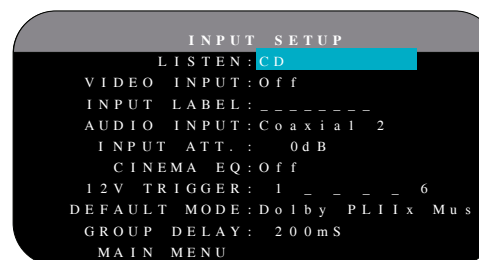 INPUT SETUP
LISTEN:CD
VIDEO INPUT:Off
INPUT LABEL:________
AUDIO INPUT:Coaxial 2
INPUT ATT.: 0dB
CINEMA EQ:Off
12V TRIGGER: 1 _ _ _ _ 6
DEFAULT MODE:Dolby PLIIx Mus
GROUP DELAY: 200mS
MAIN MENU